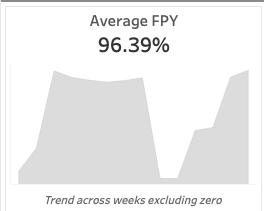 Average FPY
96.39%
Trend across weeks excluding zero